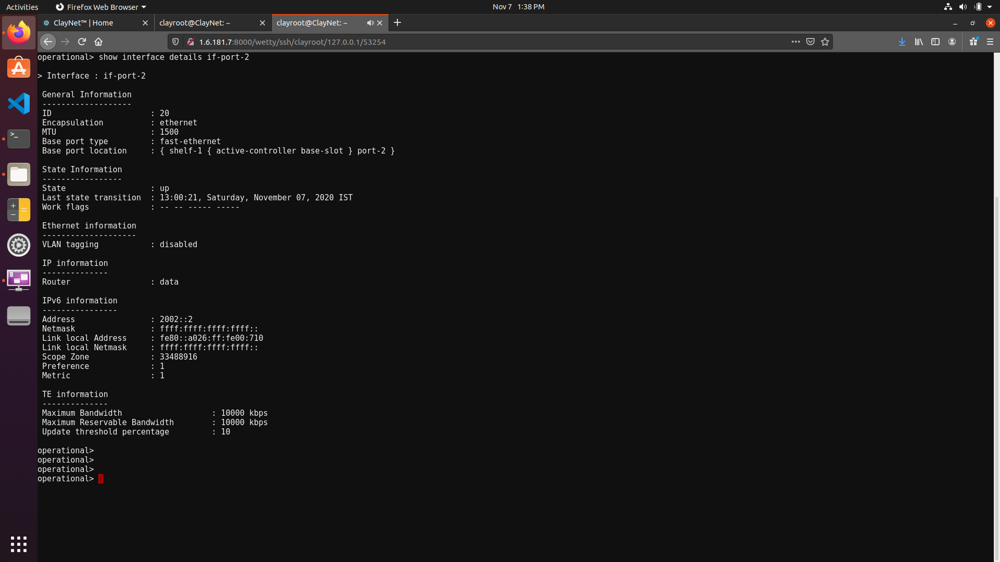 Activities
Firefox Web Browser
Nov 7 1:38 PM
ClayNet™ | Home
clayroot@ClayNet: ~
clayroot@ClayNet: ~
1.6.181.7:8000/wetty/ssh/clayroot/127.0.0.1/53254
operational> show interface details if-port-2
> Interface : if-port-2
General Information
-------------------
ID : 20
Encapsulation : ethernet
MTU : 1500
Base port type : fast-ethernet
Base port location : { shelf-1 { active-controller base-slot } port-2 }
State Information
-----------------
State : up
Last state transition : 13:00:21, Saturday, November 07, 2020 IST
Work flags : -- -- ----- -----
Ethernet information
--------------------
VLAN tagging : disabled
IP information
--------------
Router : data
IPv6 information
----------------
Address : 2002::2
Netmask : ffff:ffff:ffff:ffff::
Link local Address : fe80::a026:ff:fe00:710
Link local Netmask : ffff:ffff:ffff:ffff::
Scope Zone : 33488916
Preference : 1
Metric : 1
TE information
--------------
Maximum Bandwidth : 10000 kbps
Maximum Reservable Bandwidth : 10000 kbps
Update threshold percentage : 10
operational>
operational>
operational>
operational>